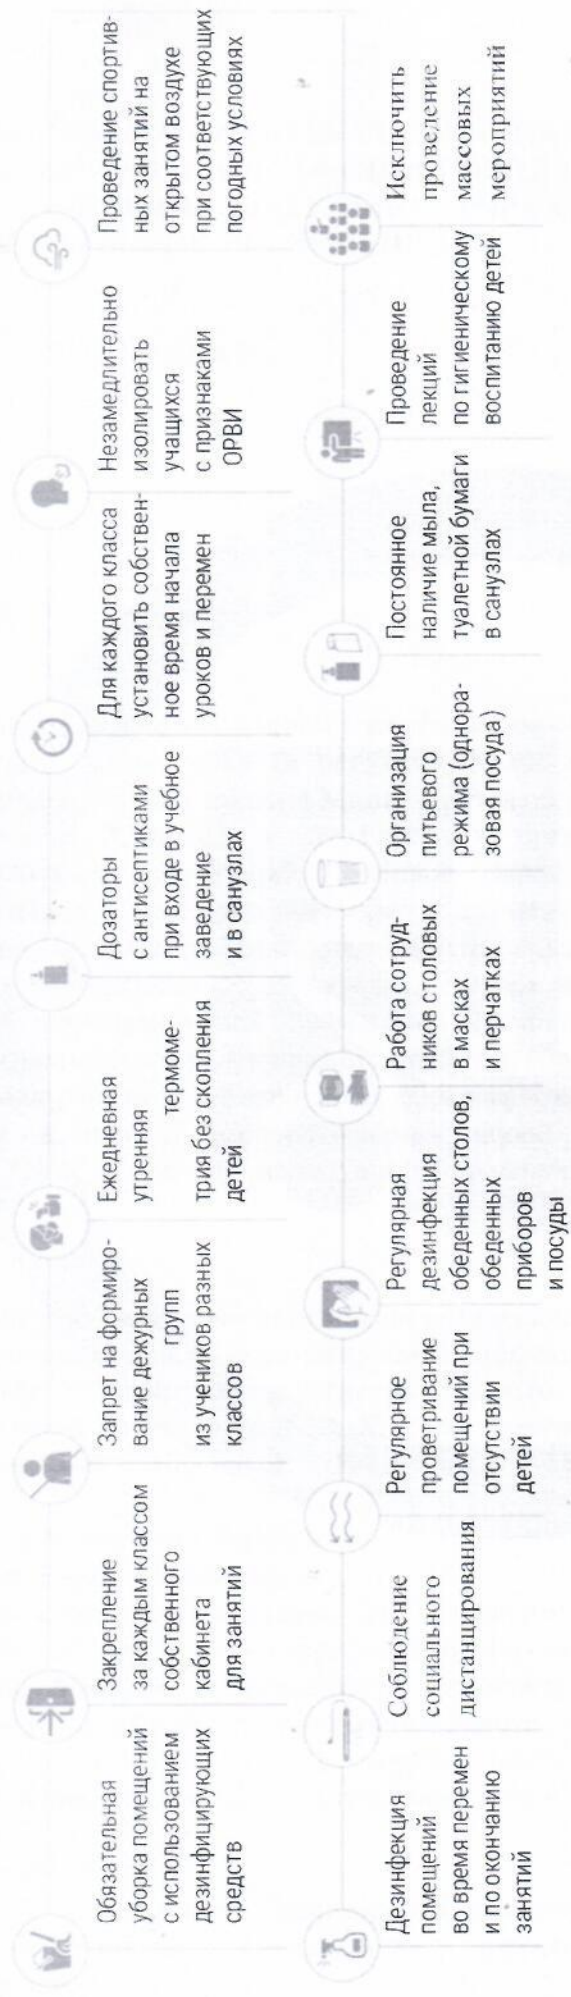 Обязательная
уборка помещений
с использованием
дезинфицирующих
средств
Закрепление
за каждым классом
собственного
кабинета
для занятий
Запрет на формиро-
вание дежурных
групп
из учеников разных
классов
Ежедневная
утренняя
термоме-
трия без скопления
детей
Дозаторы
с антисептиками
при входе в учебное
заведение
и в санузлах
Для каждого класса
установить собствен-
ное время начала
уроков и перемен
Незамедлительно
изолировать
учащихся
с признаками
ОРВИ
Проведение спортив-
ных занятий на
открытом воздухе
при соответствующих
погодных условиях
Дезинфекция
помещений
во время перемен
и по окончанию
занятий
Соблюдение
социального
дистанцирования
Регулярное
проветривание
помещений при
отсутствии
детей
Регулярная
дезинфекция
обеденных столов,
обеденных
приборов
и посуды
Работа сотруд-
ников столовых
в масках
и перчатках
Организация
питьевого
режима (однора-
зовая посуда)
Постоянное
наличие мыла,
туалетной бумаги
в санузлах
Проведение
лекций
по гигиеническому
воспитанию детей
Исключить
проведение
массовых
мероприятий